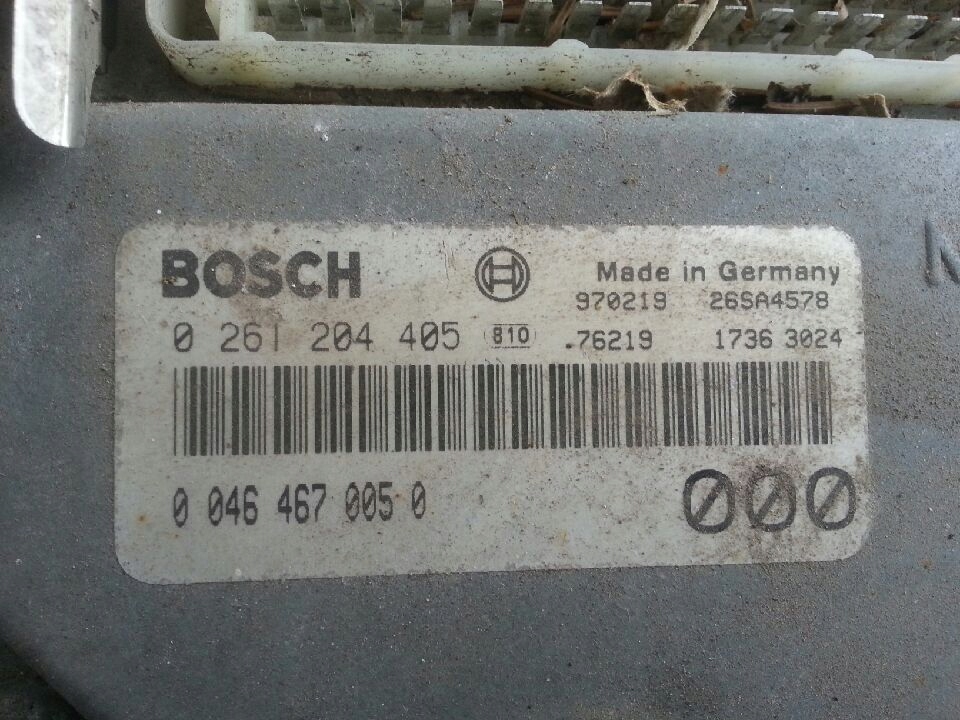 BOSCH
Made in Germany
970219 26SA4578
0 261 204 405 810 .76219 1736 3024
0 046 467 005 0
000